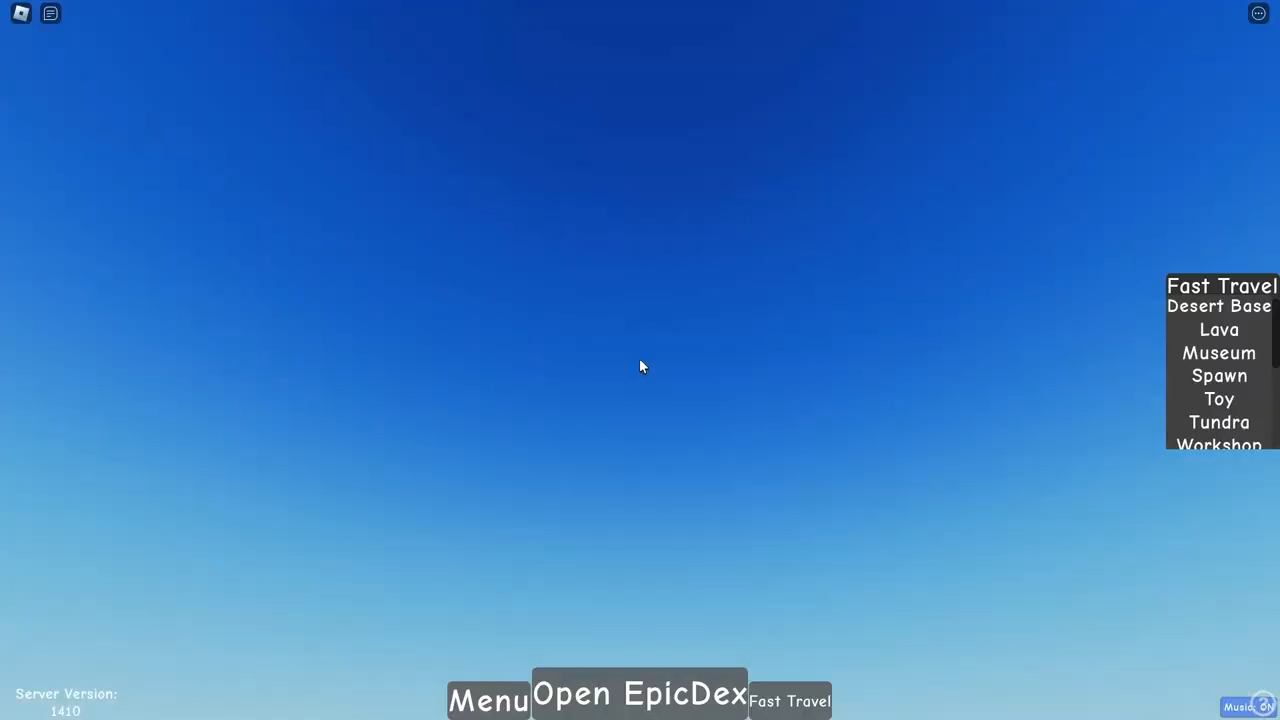 Fast Travel
Desert Base
Lava
Museum
Spawn
Toy
Tundra
Workshop
Menu
Open EpicDex
Fast Travel
Server Version:
1410
Music: ON